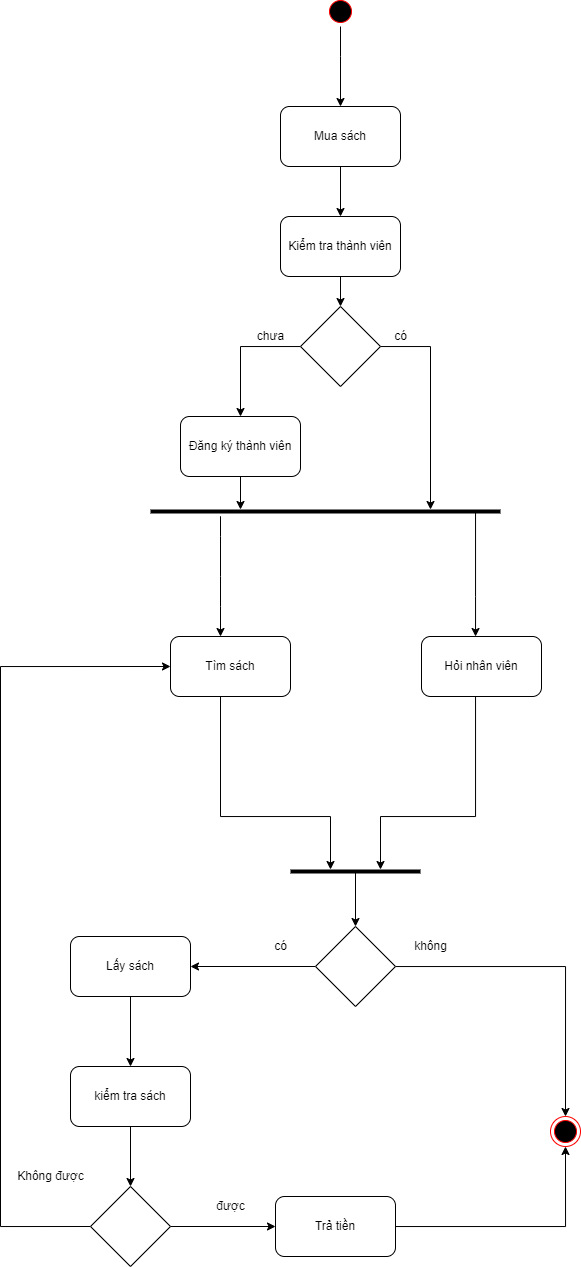 Mua sách
Kiểm tra thành viên
chưa
có
Đăng ký thành viên
Tìm sách
Hỏi nhân viên
có
không
Lấy sách
kiểm tra sách
Không được
được
Trả tiền